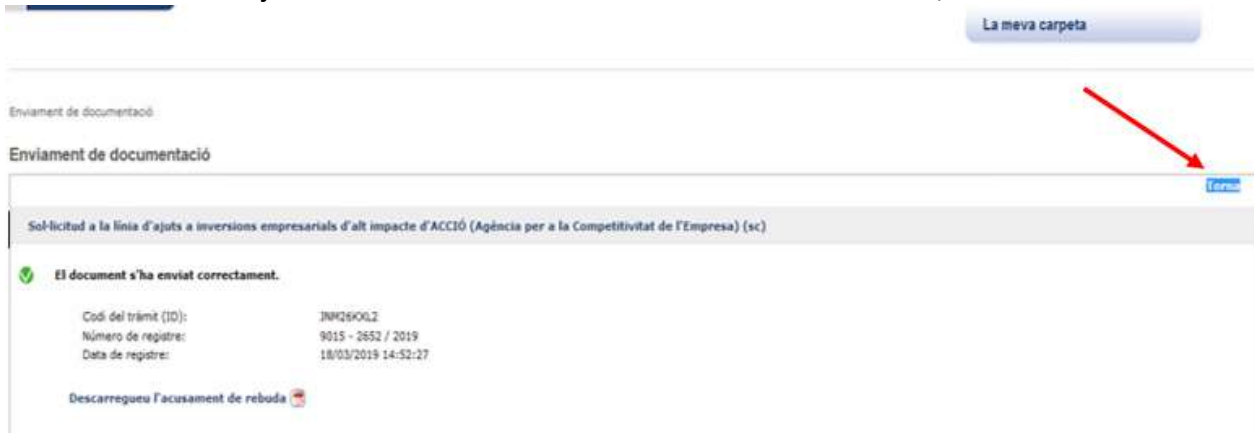 La meva carpeta
Enviament de documentació
Enviament de documentació
Torna
Sol·licitud a la línia d'ajuts a inversions empresarials d'alt impacte d'ACCIÓ (Agència per a la Competitivitat de l'Empresa) (sc)
El document s'ha enviat correctament.
Codi del tràmit (ID):
Número de registre: 9015 - 2652 / 2019
Data de registre: 18/03/2019 14:52:27
Descarregueu l'acusament de rebuda